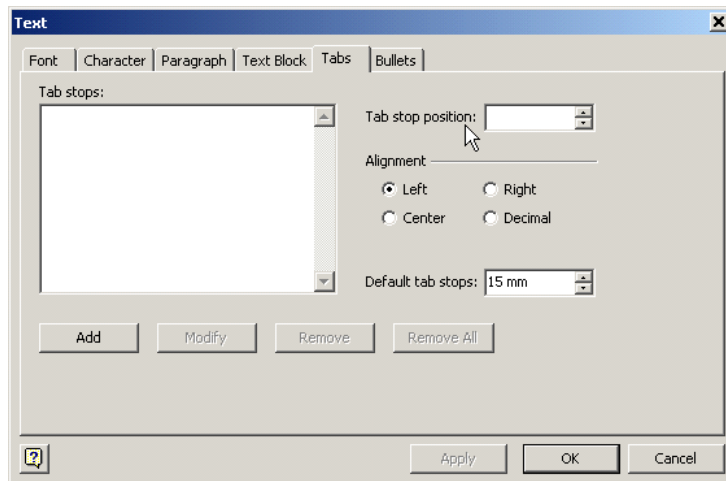 Text
Font Character Paragraph Text Block Tabs Bullets
Tab stops:
Tab stop position:
Alignment
Left Right
Center Decimal
Default tab stops: 15 mm
Add Modify Remove Remove All
Apply OK Cancel